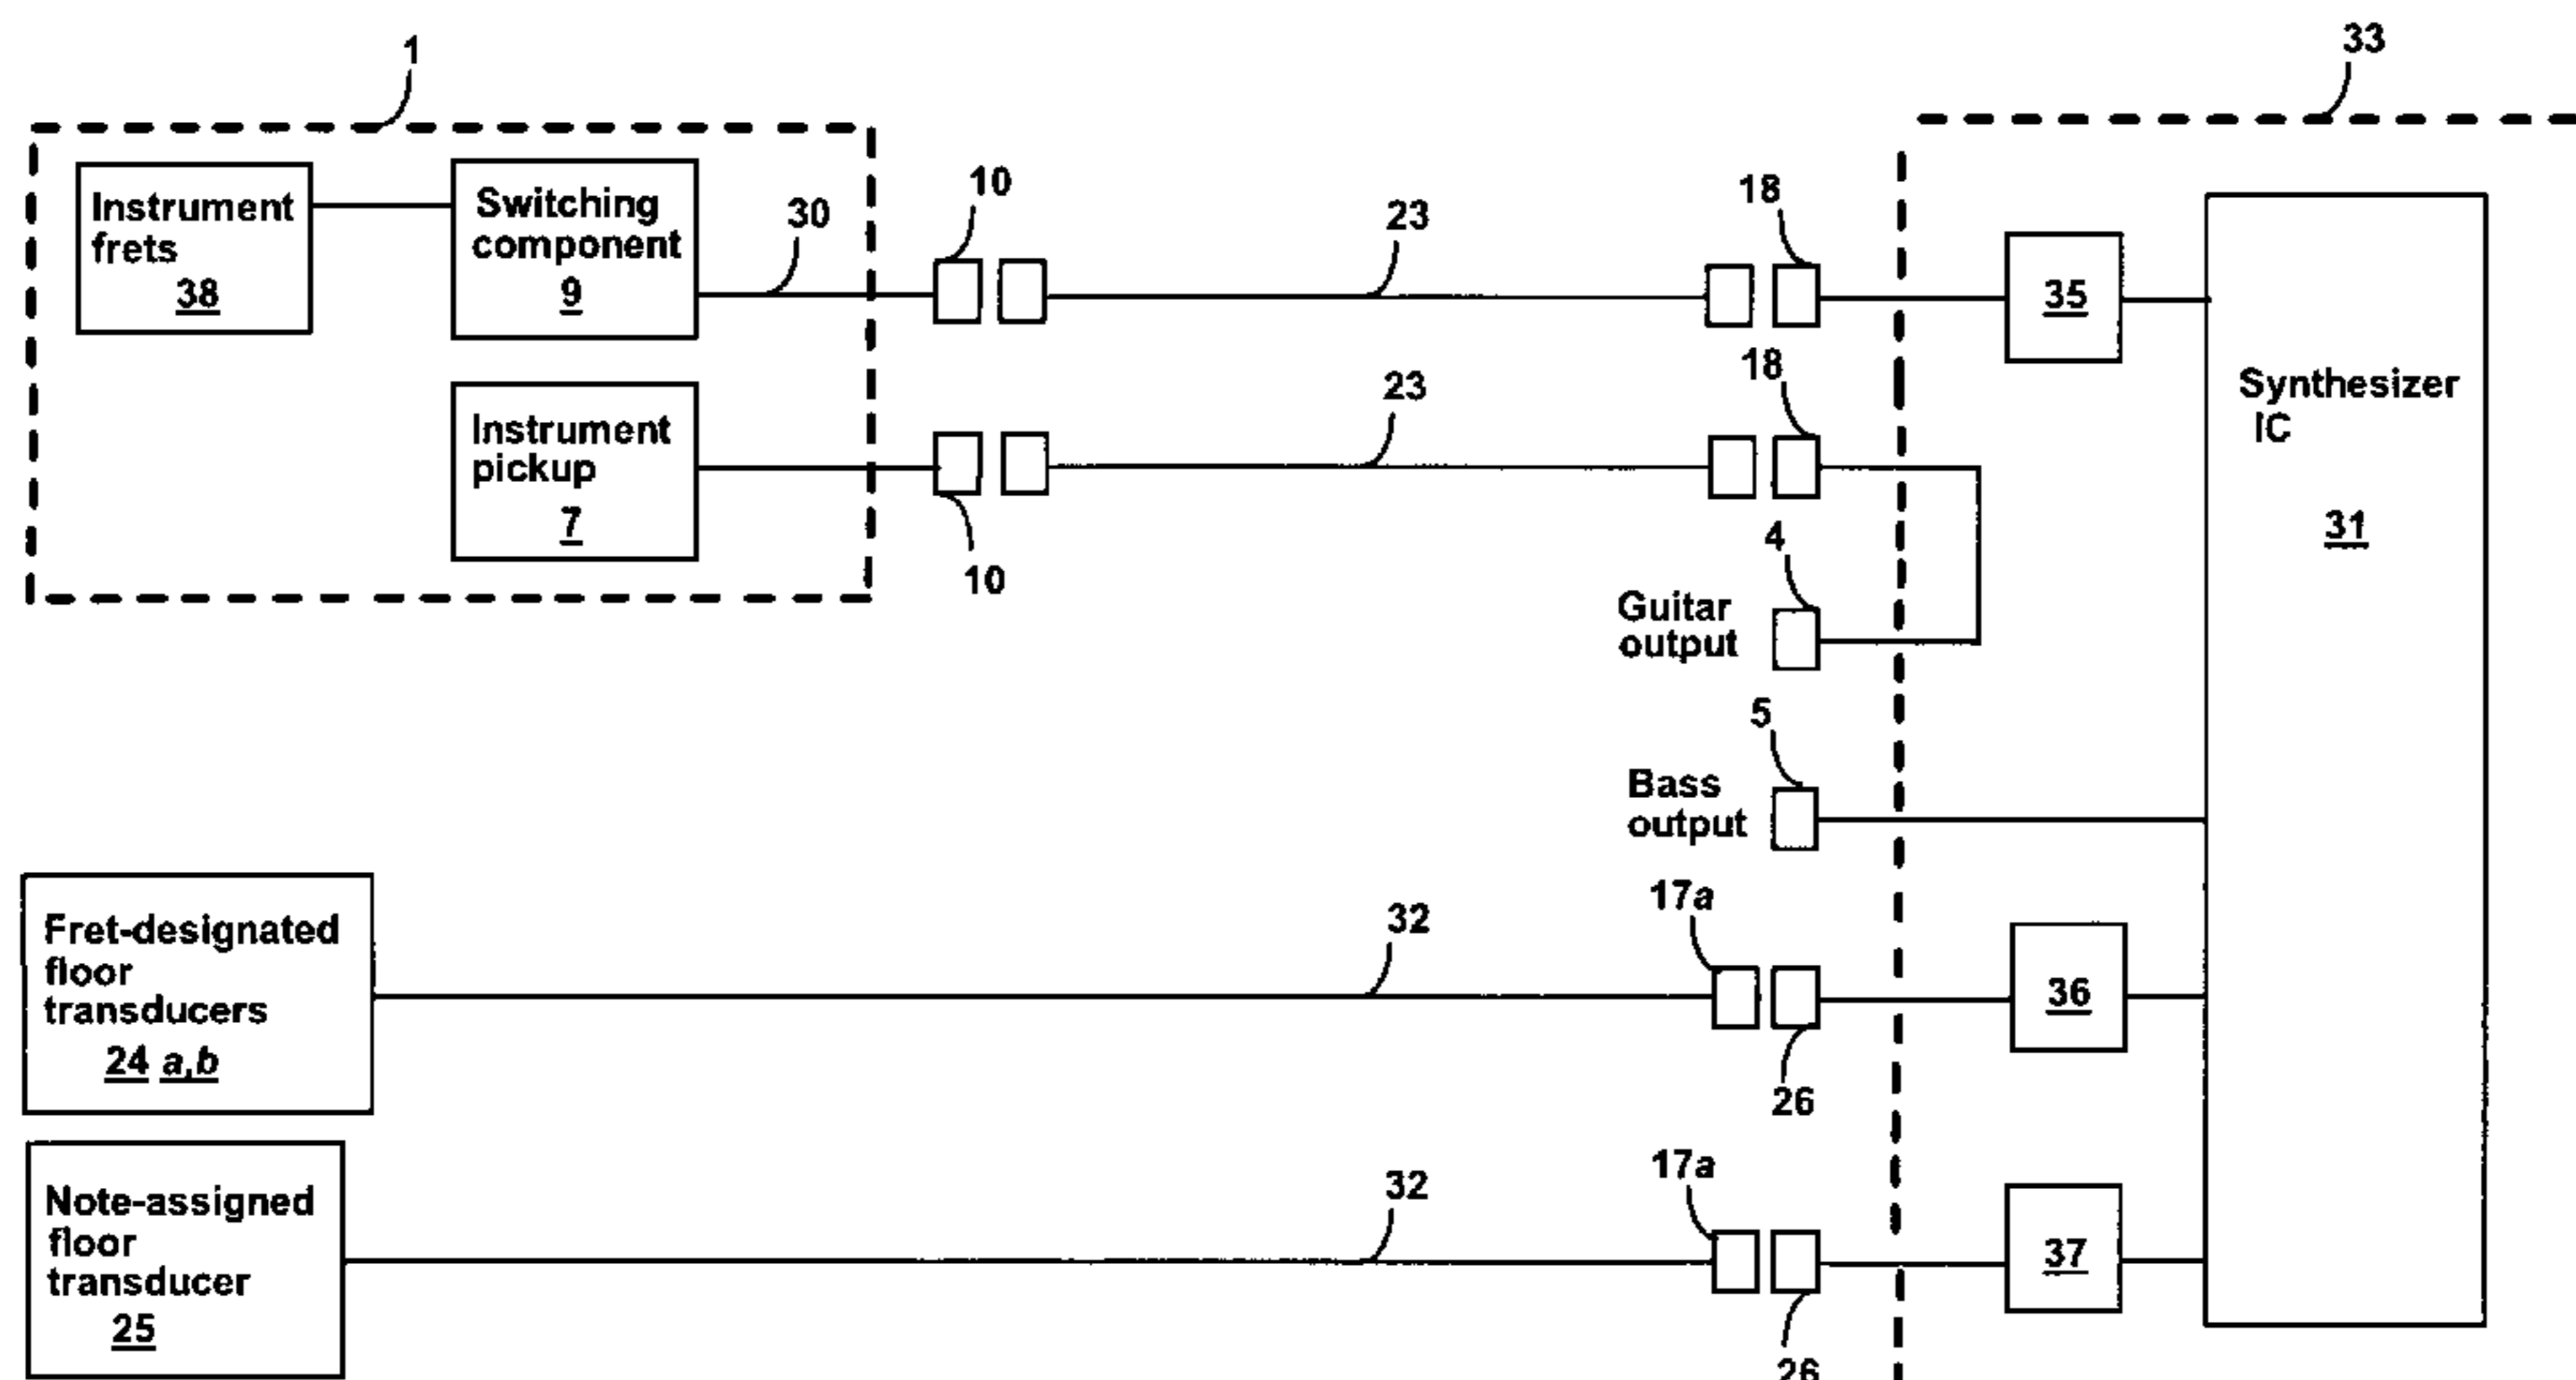 1
33
Instrument
frets
38
Switching
component
9
30
10
23
18
35
Synthesizer
IC
31
Instrument
pickup
7
10
23
18
4
Guitar
output
5
Bass
output
Fret-designated
floor
transducers
24 a,b
32
17a
26
36
Note-assigned
floor
transducer
25
32
17a
26
37